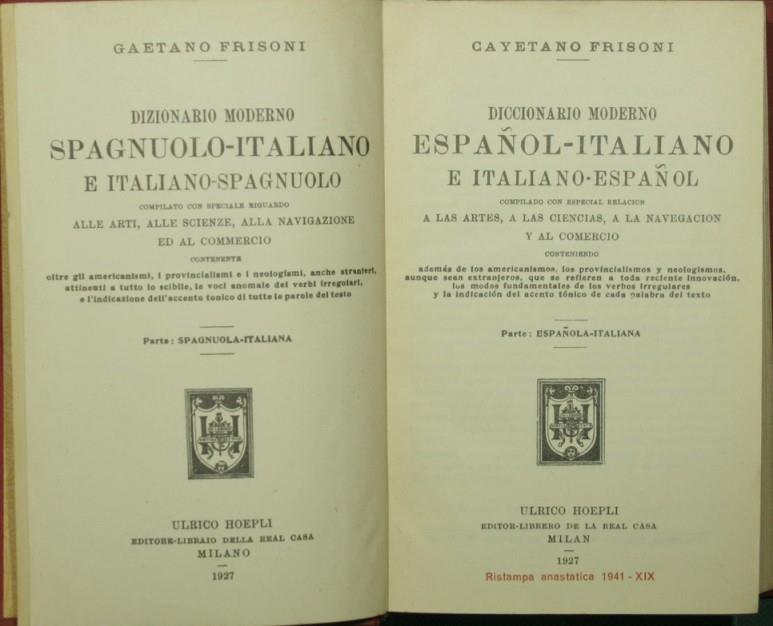 GAETANO FRISONI
DIZIONARIO MODERNO
SPAGNUOLO-ITALIANO
E ITALIANO-SPAGNUOLO
COMPILATO CON SPECIALE RIGUARDO
ALLE ARTI, ALLE SCIENZE, ALLA NAVIGAZIONE
ED AL COMMERCIO
CONTENENTE
oltre gli americanismi, i provincialismi e i neologismi, anche stranieri,
attinenti a tutto lo scibile, le voci anomale dei verbi irregolari,
e l'indicazione dell'accento tonico di tutte le parole del testo
Parte: SPAGNUOLA-ITALIANA
ULRICO HOEPLI
EDITORE-LIBRAIO DELLA REAL CASA
MILANO
1927
CAYETANO FRISONI
DICCIONARIO MODERNO
ESPAÑOL-ITALIANO
E ITALIANO-ESPAÑOL
COMPILADO CON ESPECIAL RELACION
A LAS ARTES, A LAS CIENCIAS, A LA NAVEGACION
Y AL COMERCIO
CONTENIENDO
además de los americanismos, los provincialismos y neologismos,
aunque sean extranjeros, que se refieran a toda reciente innovación,
los modos fundamentales de los verbos irregulares
y la indicación del acento tónico de cada palabra del texto
Parte: ESPAÑOLA-ITALIANA
ULRICO HOEPLI
EDITOR-LIBRERO DE LA REAL CASA
MILAN
1927
Ristampa anastatica 1941 - XIX